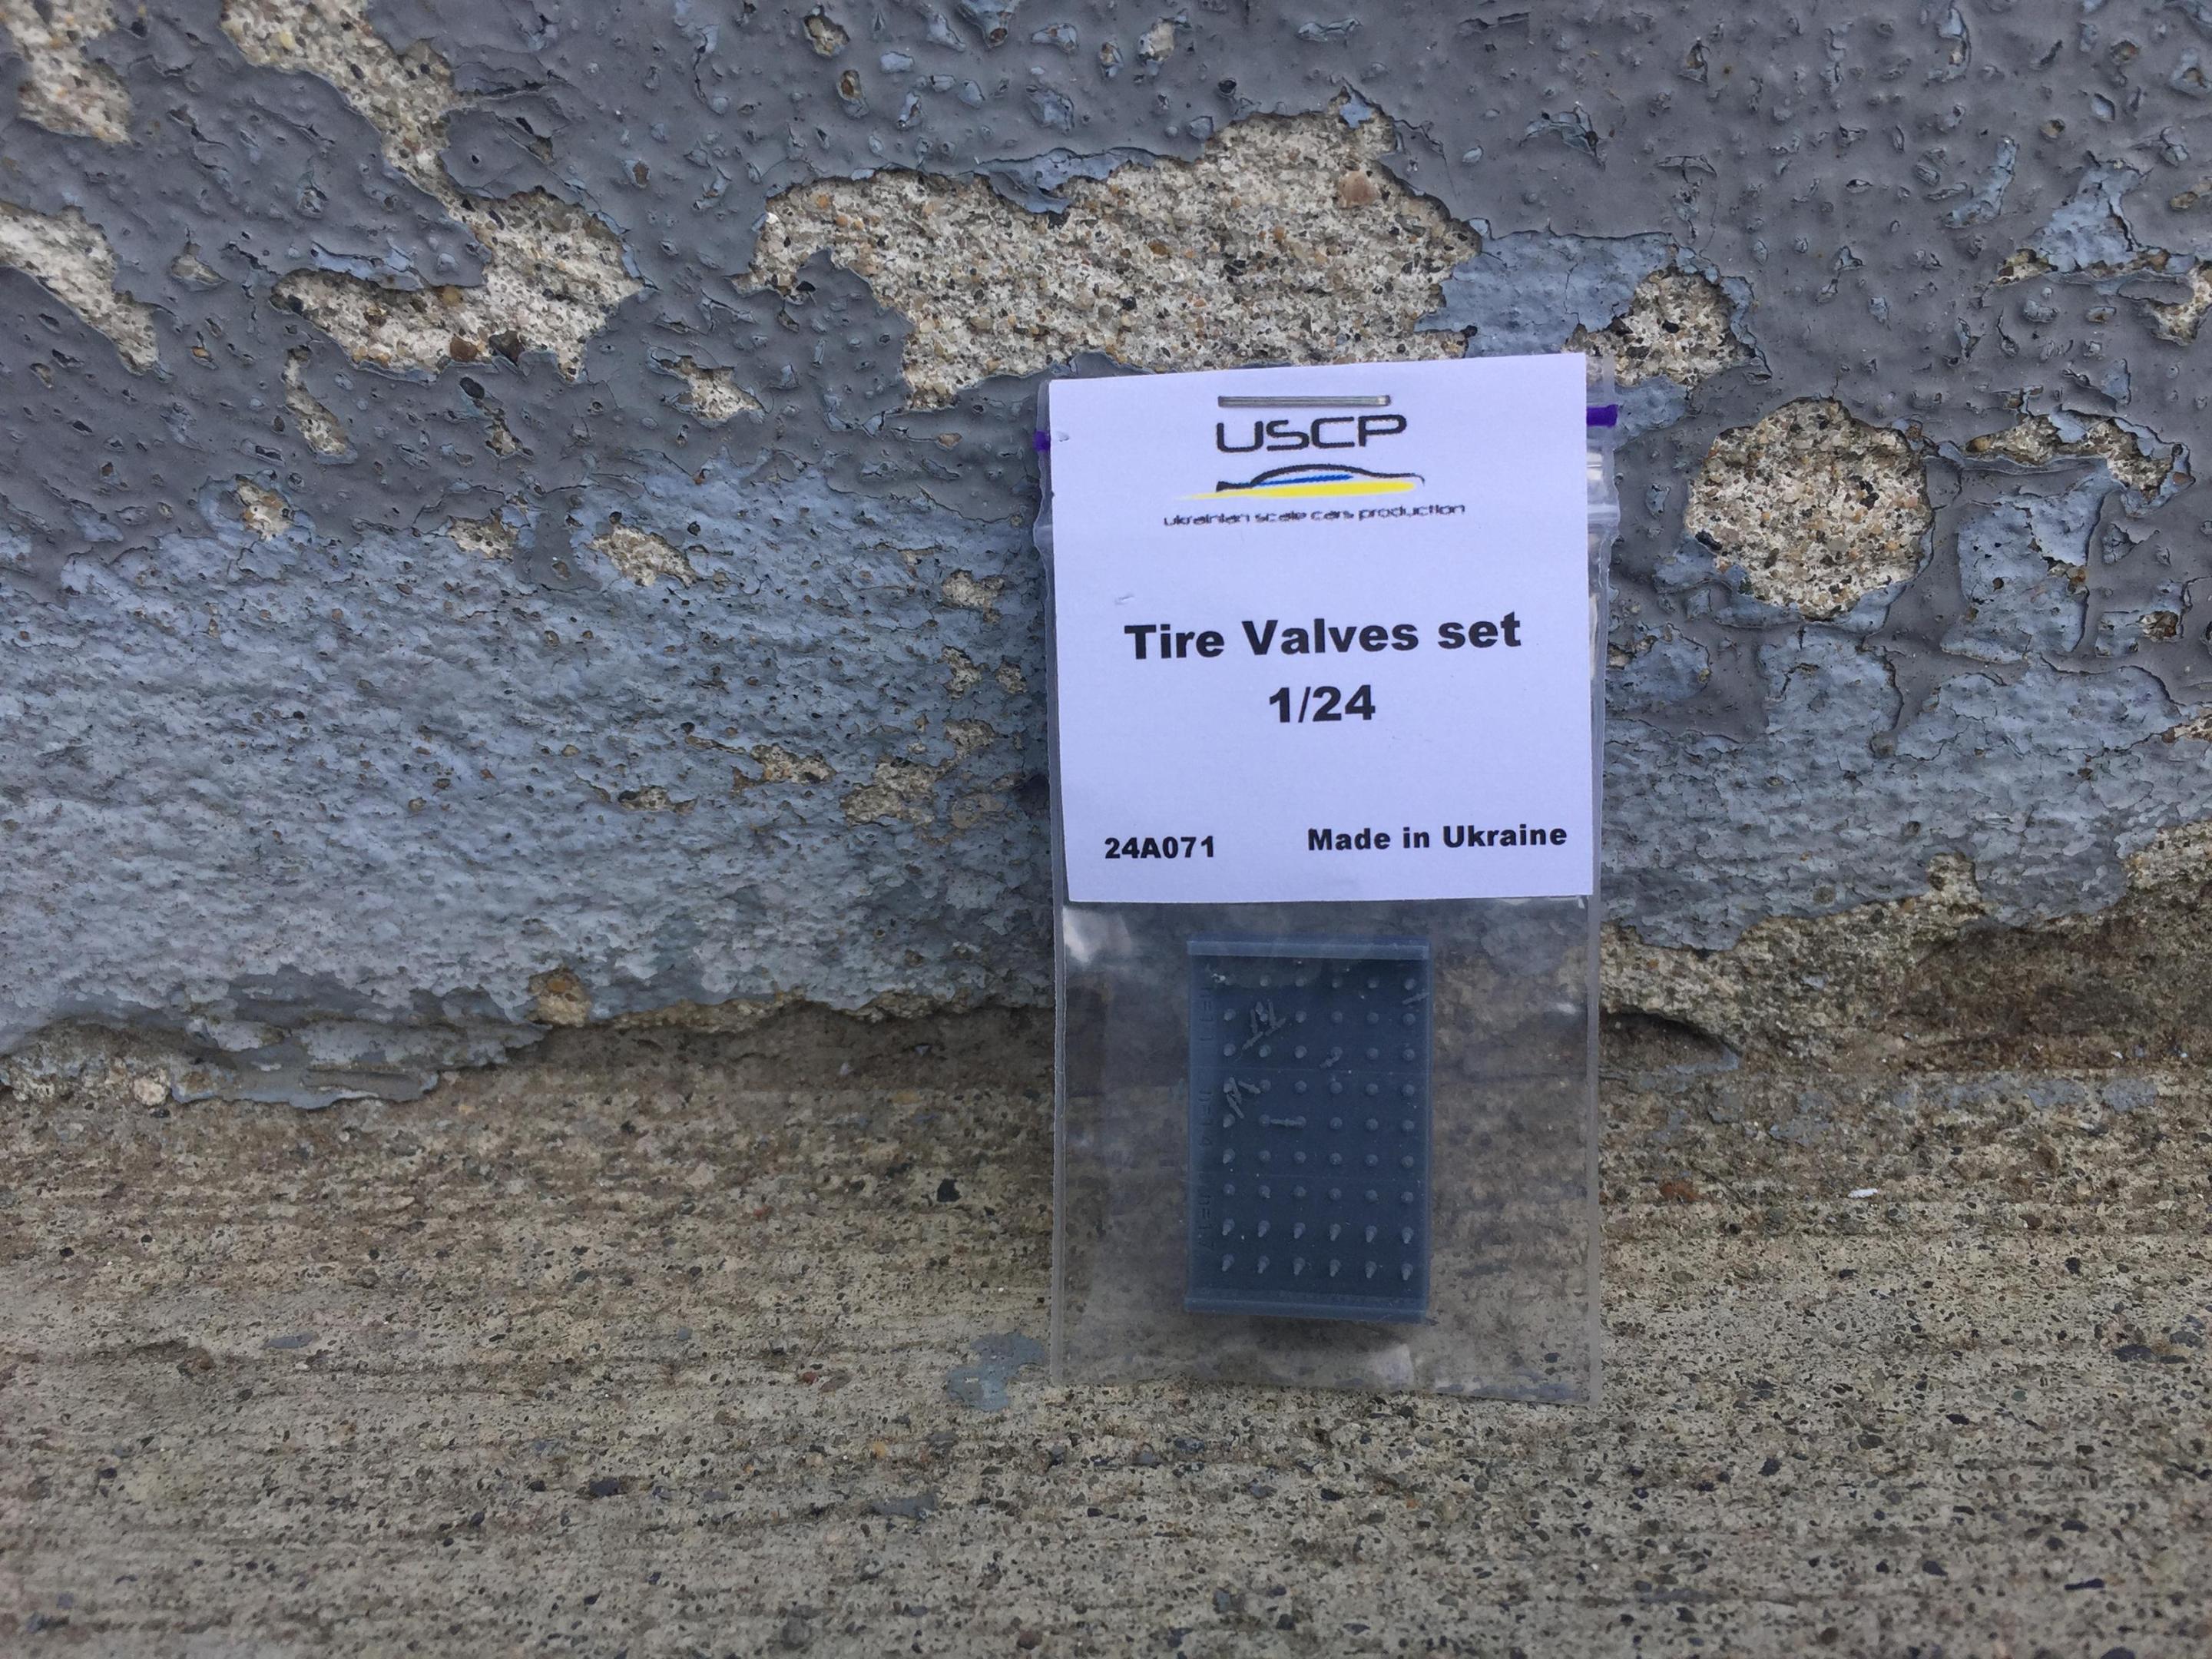 USCP
ukrainian scale cars production
Tire Valves set
1/24
24A071
Made in Ukraine